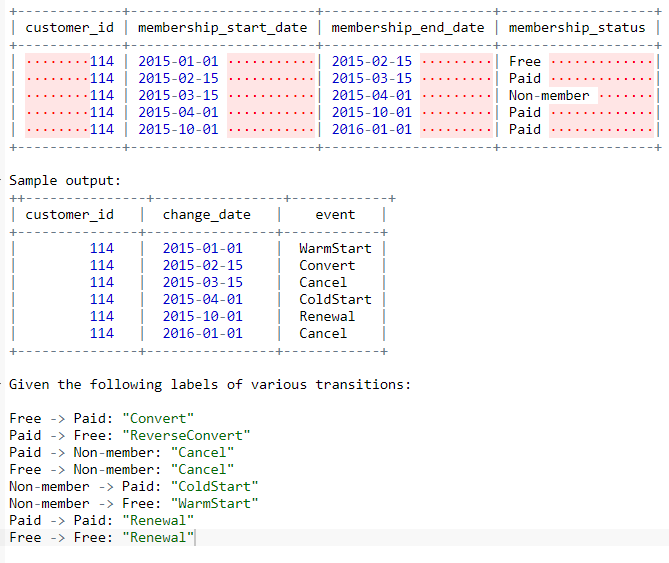 +--------------+-----------------------+---------------------+-------------------+
| customer_id | membership_start_date | membership_end_date | membership_status |
+--------------+-----------------------+---------------------+-------------------+
| ········114 | 2015-01-01 ···········| 2015-02-15 ·········| Free ·············|
| ········114 | 2015-02-15 ···········| 2015-03-15 ·········| Paid ·············|
| ········114 | 2015-03-15 ···········| 2015-04-01 ·········| Non-member ·······|
| ········114 | 2015-04-01 ···········| 2015-10-01 ·········| Paid ·············|
| ········114 | 2015-10-01 ···········| 2016-01-01 ·········| Paid ·············|
+--------------+-----------------------+---------------------+-------------------+
Sample output:
++---------------+----------------+------------+
| customer_id | change_date | event |
+---------------+----------------+------------+
| 114 | 2015-01-01 | WarmStart |
| 114 | 2015-02-15 | Convert |
| 114 | 2015-03-15 | Cancel |
| 114 | 2015-04-01 | ColdStart |
| 114 | 2015-10-01 | Renewal |
| 114 | 2016-01-01 | Cancel |
+---------------+----------------+------------+
Given the following labels of various transitions:
Free -> Paid: "Convert"
Paid -> Free: "ReverseConvert"
Paid -> Non-member: "Cancel"
Free -> Non-member: "Cancel"
Non-member -> Paid: "ColdStart"
Non-member -> Free: "WarmStart"
Paid -> Paid: "Renewal"
Free -> Free: "Renewal"